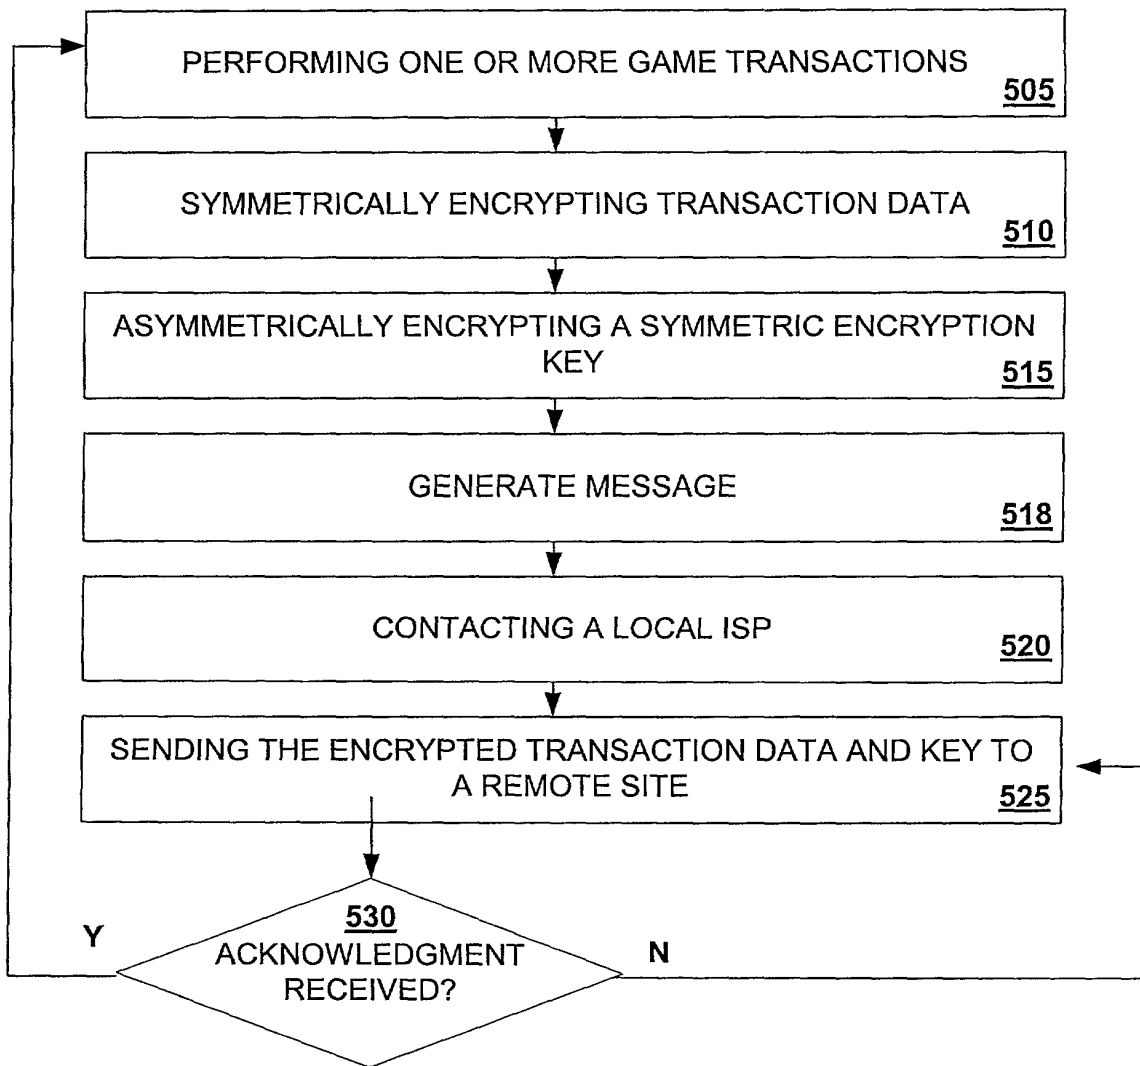 PERFORMING ONE OR MORE GAME TRANSACTIONS
505
SYMMETRICALLY ENCRYPTING TRANSACTION DATA
510
ASYMMETRICALLY ENCRYPTING A SYMMETRIC ENCRYPTION
KEY
515
GENERATE MESSAGE
518
CONTACTING A LOCAL ISP
520
SENDING THE ENCRYPTED TRANSACTION DATA AND KEY TO
A REMOTE SITE
525
530
ACKNOWLEDGMENT
RECEIVED?
Y
N